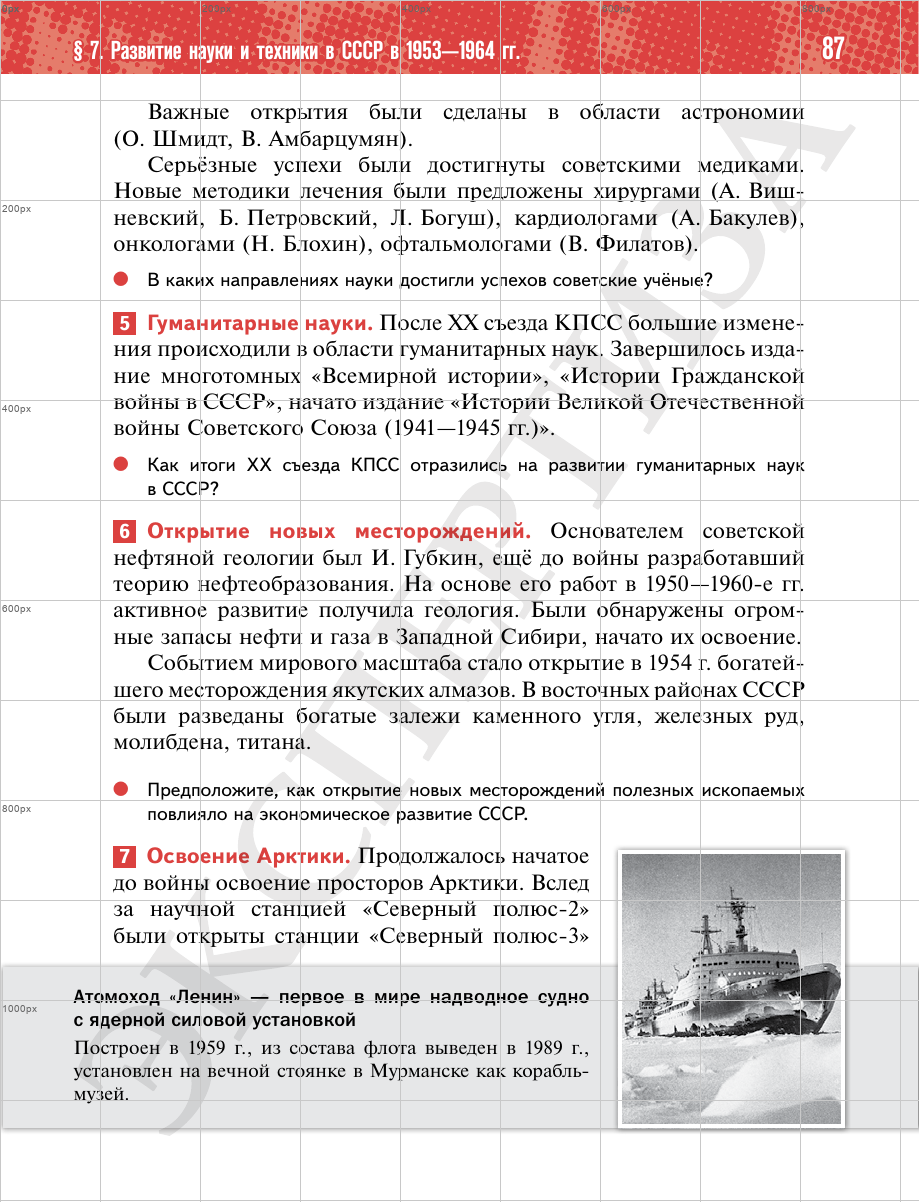 § 7. Развитие науки и техники в СССР в 1953—1964 гг.
87
Важные открытия были сделаны в области астрономии
(О. Шмидт, В. Амбарцумян).
Серьёзные успехи были достигнуты советскими медиками.
Новые методики лечения были предложены хирургами (А. Виш-
невский, Б. Петровский, Л. Богуш), кардиологами (А. Бакулев),
онкологами (Н. Блохин), офтальмологами (В. Филатов).
В каких направлениях науки достигли успехов советские учёные?
5 Гуманитарные науки. После XX съезда КПСС большие измене-
ния происходили в области гуманитарных наук. Завершилось изда-
ние многотомных «Всемирной истории», «Истории Гражданской
войны в СССР», начато издание «Истории Великой Отечественной
войны Советского Союза (1941—1945 гг.)».
Как итоги XX съезда КПСС отразились на развитии гуманитарных наук
в СССР?
6 Открытие новых месторождений. Основателем советской
нефтяной геологии был И. Губкин, ещё до войны разработавший
теорию нефтеобразования. На основе его работ в 1950—1960-е гг.
активное развитие получила геология. Были обнаружены огром-
ные запасы нефти и газа в Западной Сибири, начато их освоение.
Событием мирового масштаба стало открытие в 1954 г. богатей-
шего месторождения якутских алмазов. В восточных районах СССР
были разведаны богатые залежи каменного угля, железных руд,
молибдена, титана.
Предположите, как открытие новых месторождений полезных ископаемых
повлияло на экономическое развитие СССР.
7 Освоение Арктики. Продолжалось начатое
до войны освоение просторов Арктики. Вслед
за научной станцией «Северный полюс-2»
были открыты станции «Северный полюс-3»
Атомоход «Ленин» — первое в мире надводное судно
с ядерной силовой установкой
Построен в 1959 г., из состава флота выведен в 1989 г.,
установлен на вечной стоянке в Мурманске как корабль-
музей.
ЭКСПЕРТИЗА
200px
400px
600px
800px
1000px